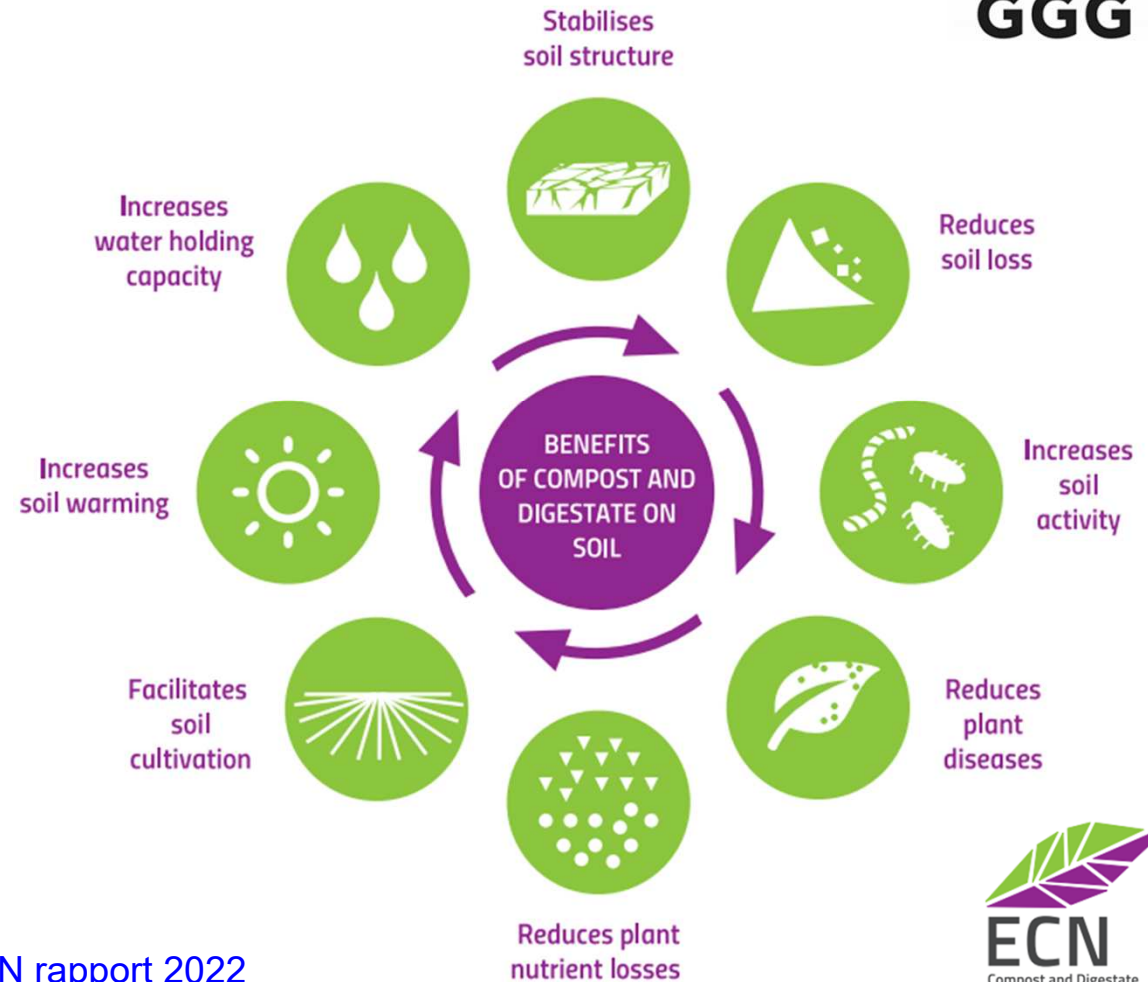 GGG
Stabilises
soil structure
Reduces
soil loss
Increases
soil
activity
Reduces
plant
diseases
Reduces plant
nutrient losses
Facilitates
soil
cultivation
Increases
soil warming
Increases
water holding
capacity
BENEFITS
OF COMPOST AND
DIGESTATE ON
SOIL
N rapport 2022
ECN
Compost and Digestate